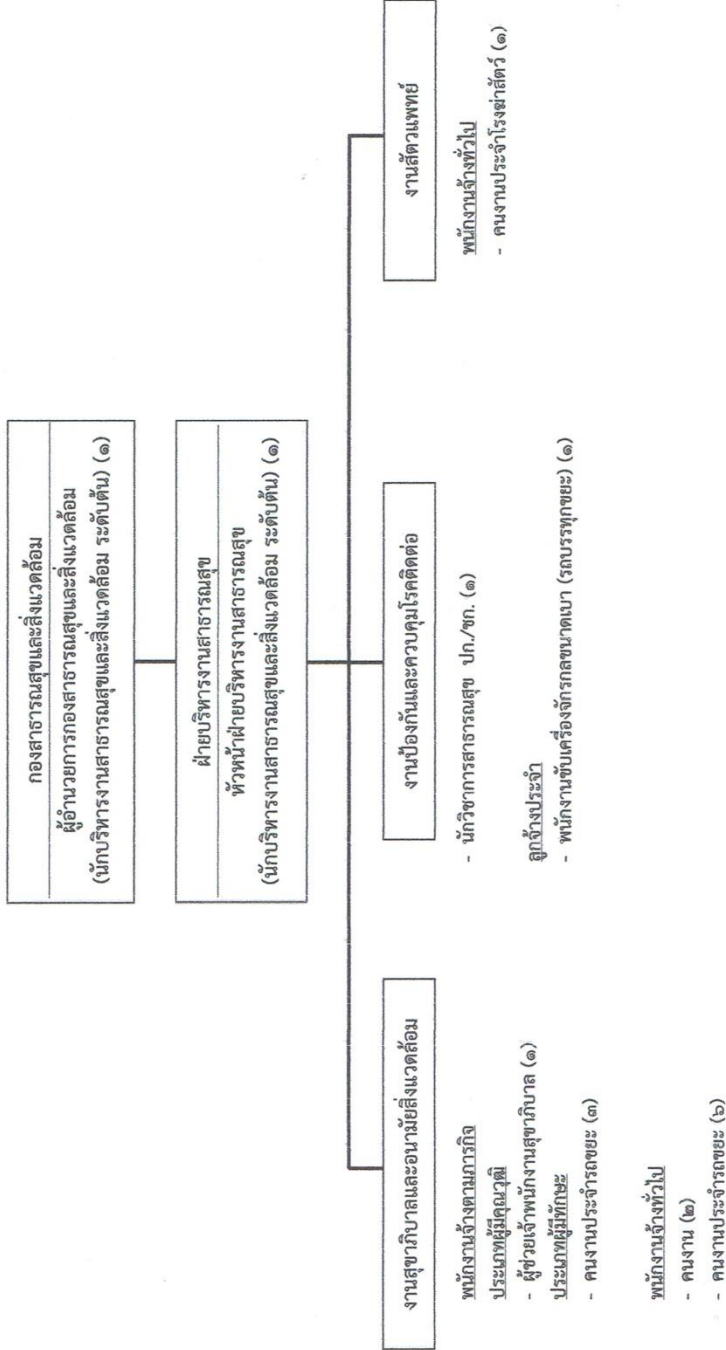 กองสาธารณสุขและสิ่งแวดล้อม
ผู้อำนวยการกองสาธารณสุขและสิ่งแวดล้อม
(นักบริหารงานสาธารณสุขและสิ่งแวดล้อม ระดับต้น) (๑)
ฝ่ายบริหารงานสาธารณสุข
หัวหน้าฝ่ายบริหารงานสาธารณสุข
(นักบริหารงานสาธารณสุขและสิ่งแวดล้อม ระดับต้น) (๑)
งานสุขาภิบาลและอนามัยสิ่งแวดล้อม
พนักงานจ้างตามภารกิจ
ประเภทผู้มีคุณวุฒิ
- ผู้ช่วยเจ้าพนักงานสุขาภิบาล (๑)
ประเภทผู้มีทักษะ
- คนงานประจำรถขยะ (๓)
พนักงานจ้างทั่วไป
- คนงาน (๒)
- คนงานประจำรถขยะ (๖)
งานป้องกันและควบคุมโรคติดต่อ
- นักวิชาการสาธารณสุข ปก./ชก. (๑)
ลูกจ้างประจำ
- พนักงานขับเครื่องจักรกลขนาดเบา (รถบรรทุกขยะ) (๑)
งานสัตวแพทย์
พนักงานจ้างทั่วไป
- คนงานประจำโรงฆ่าสัตว์ (๑)